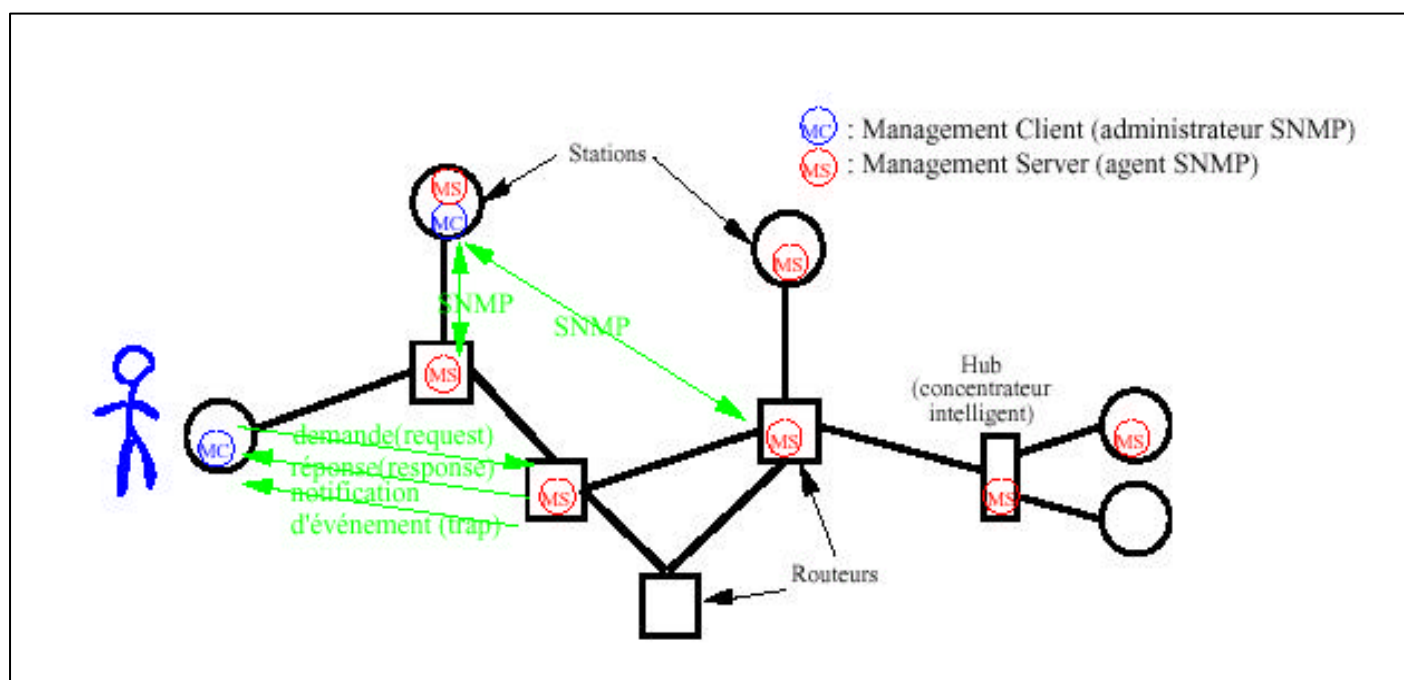 MC : Management Client (administrateur SNMP)
MS : Management Server (agent SNMP)
Stations
MS
MC
MS
SNMP
SNMP
MS
Hub
(concentrateur
intelligent)
MS
MC
MS
MS
demande(request)
réponse(response)
notification
d'événement (trap)
MS
Routeurs